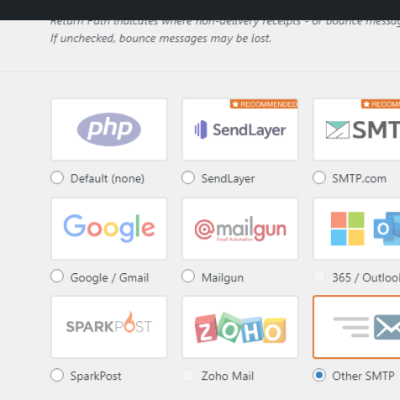 Return Path indicates where non-delivery receipts - or bounce messag
If unchecked, bounce messages may be lost.
RECOMMENDED
RECOMM
php
SendLayer
SMT
Default (none)
SendLayer
SMTP.com
Google
@mailgun
Email Automation
Google / Gmail
Mailgun
365 / Outloo
SPARKPOST
ZOHO
SparkPost
Zoho Mail
Other SMTP